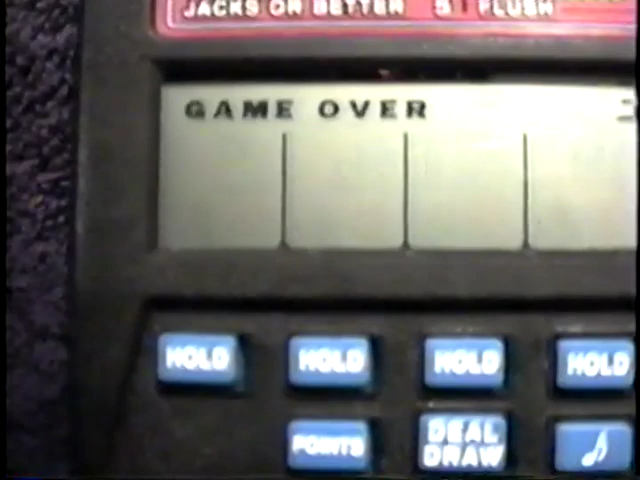 JACKS OR BETTER 5 : FLUSH
GAME OVER
HOLD HOLD HOLD HOLD
POINTS DEAL DRAW